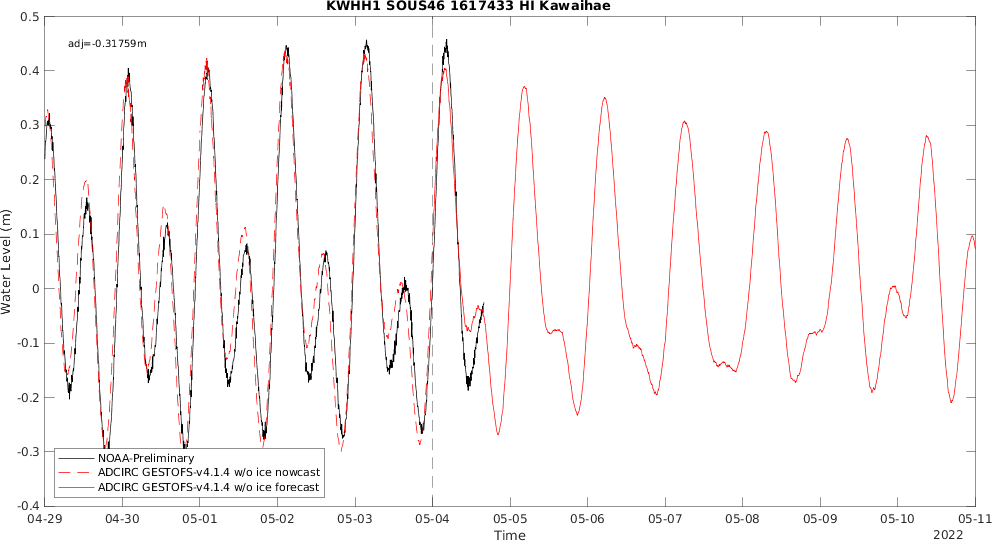 KWHH1 SOUS46 1617433 HI Kawaihae
adj=-0.31759m
0.5
0.4
0.3
0.2
0.1
0
-0.1
-0.2
-0.3
-0.4
Water Level (m)
NOAA-Preliminary
ADCIRC GESTOFS-v4.1.4 w/o ice nowcast
ADCIRC GESTOFS-v4.1.4 w/o ice forecast
04-29 04-30 05-01 05-02 05-03 05-04 05-05 05-06 05-07 05-08 05-09 05-10 05-11
Time
2022